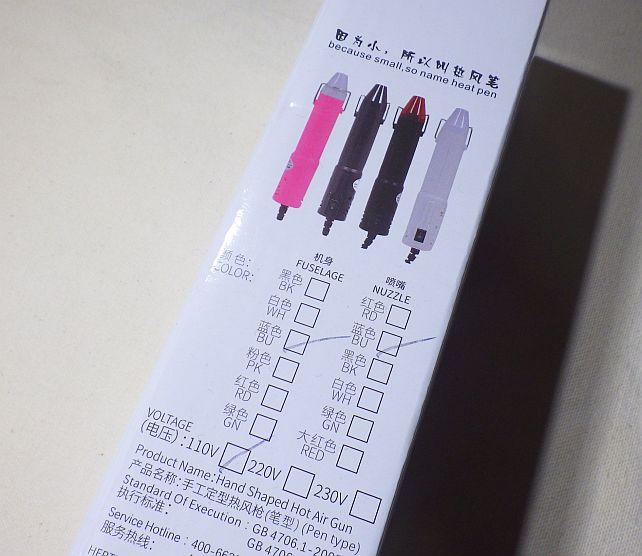 因为小，所以叫热风笔
because small,so name heat pen
颜色： 机身 喷嘴
COLOR: FUSELAGE NUZZLE
黑色 红色
BK RD
白色 蓝色
WH BU
蓝色 黑色
BU BK
粉色 白色
PK WH
红色 绿色
RD GN
绿色 大红色
GN RED
VOLTAGE
(电压):110V 220V 230V
Product Name: Hand Shaped Hot Air Gun
产品名称: 手工定型热风枪(笔型) (Pen type)
Standard Of Execution : GB 4706.1-200
执行标准: GB 4706
Service Hotline : 400-66
服务热线: